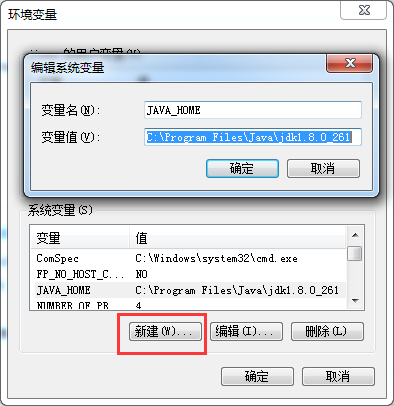 环境变量
的用户变量(U)
编辑系统变量
变量名(N): JAVA_HOME
变量值(V): C:\Program Files\Java\jdk1.8.0_261
确定 取消
系统变量(S)
变量 值
ComSpec C:\Windows\system32\cmd.exe
FP_NO_HOST_C... NO
JAVA_HOME C:\Program Files\Java\jdk1.8.0_261
NUMBER_OF_PR... 4
新建(W)... 编辑(I)... 删除(L)
确定 取消